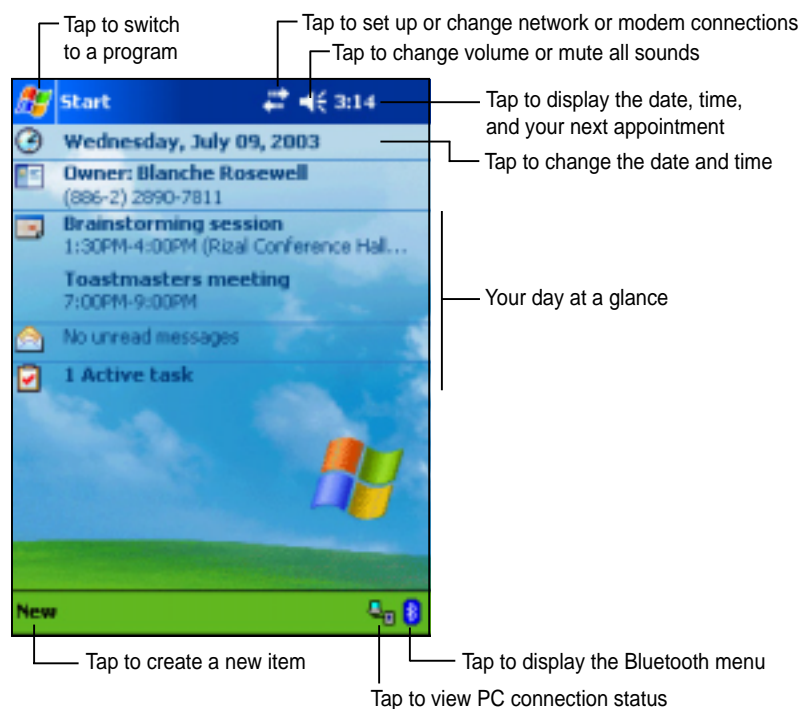 Tap to switch
to a program
Tap to set up or change network or modem connections
Tap to change volume or mute all sounds
Start
3:14
Tap to display the date, time,
and your next appointment
Wednesday, July 09, 2003
Tap to change the date and time
Owner: Blanche Rosewell
(886-2) 2890-7811
Brainstorming session
1:30PM-4:00PM (Rizal Conference Hall...
Toastmasters meeting
7:00PM-9:00PM
Your day at a glance
No unread messages
1 Active task
New
Tap to create a new item
Tap to display the Bluetooth menu
Tap to view PC connection status